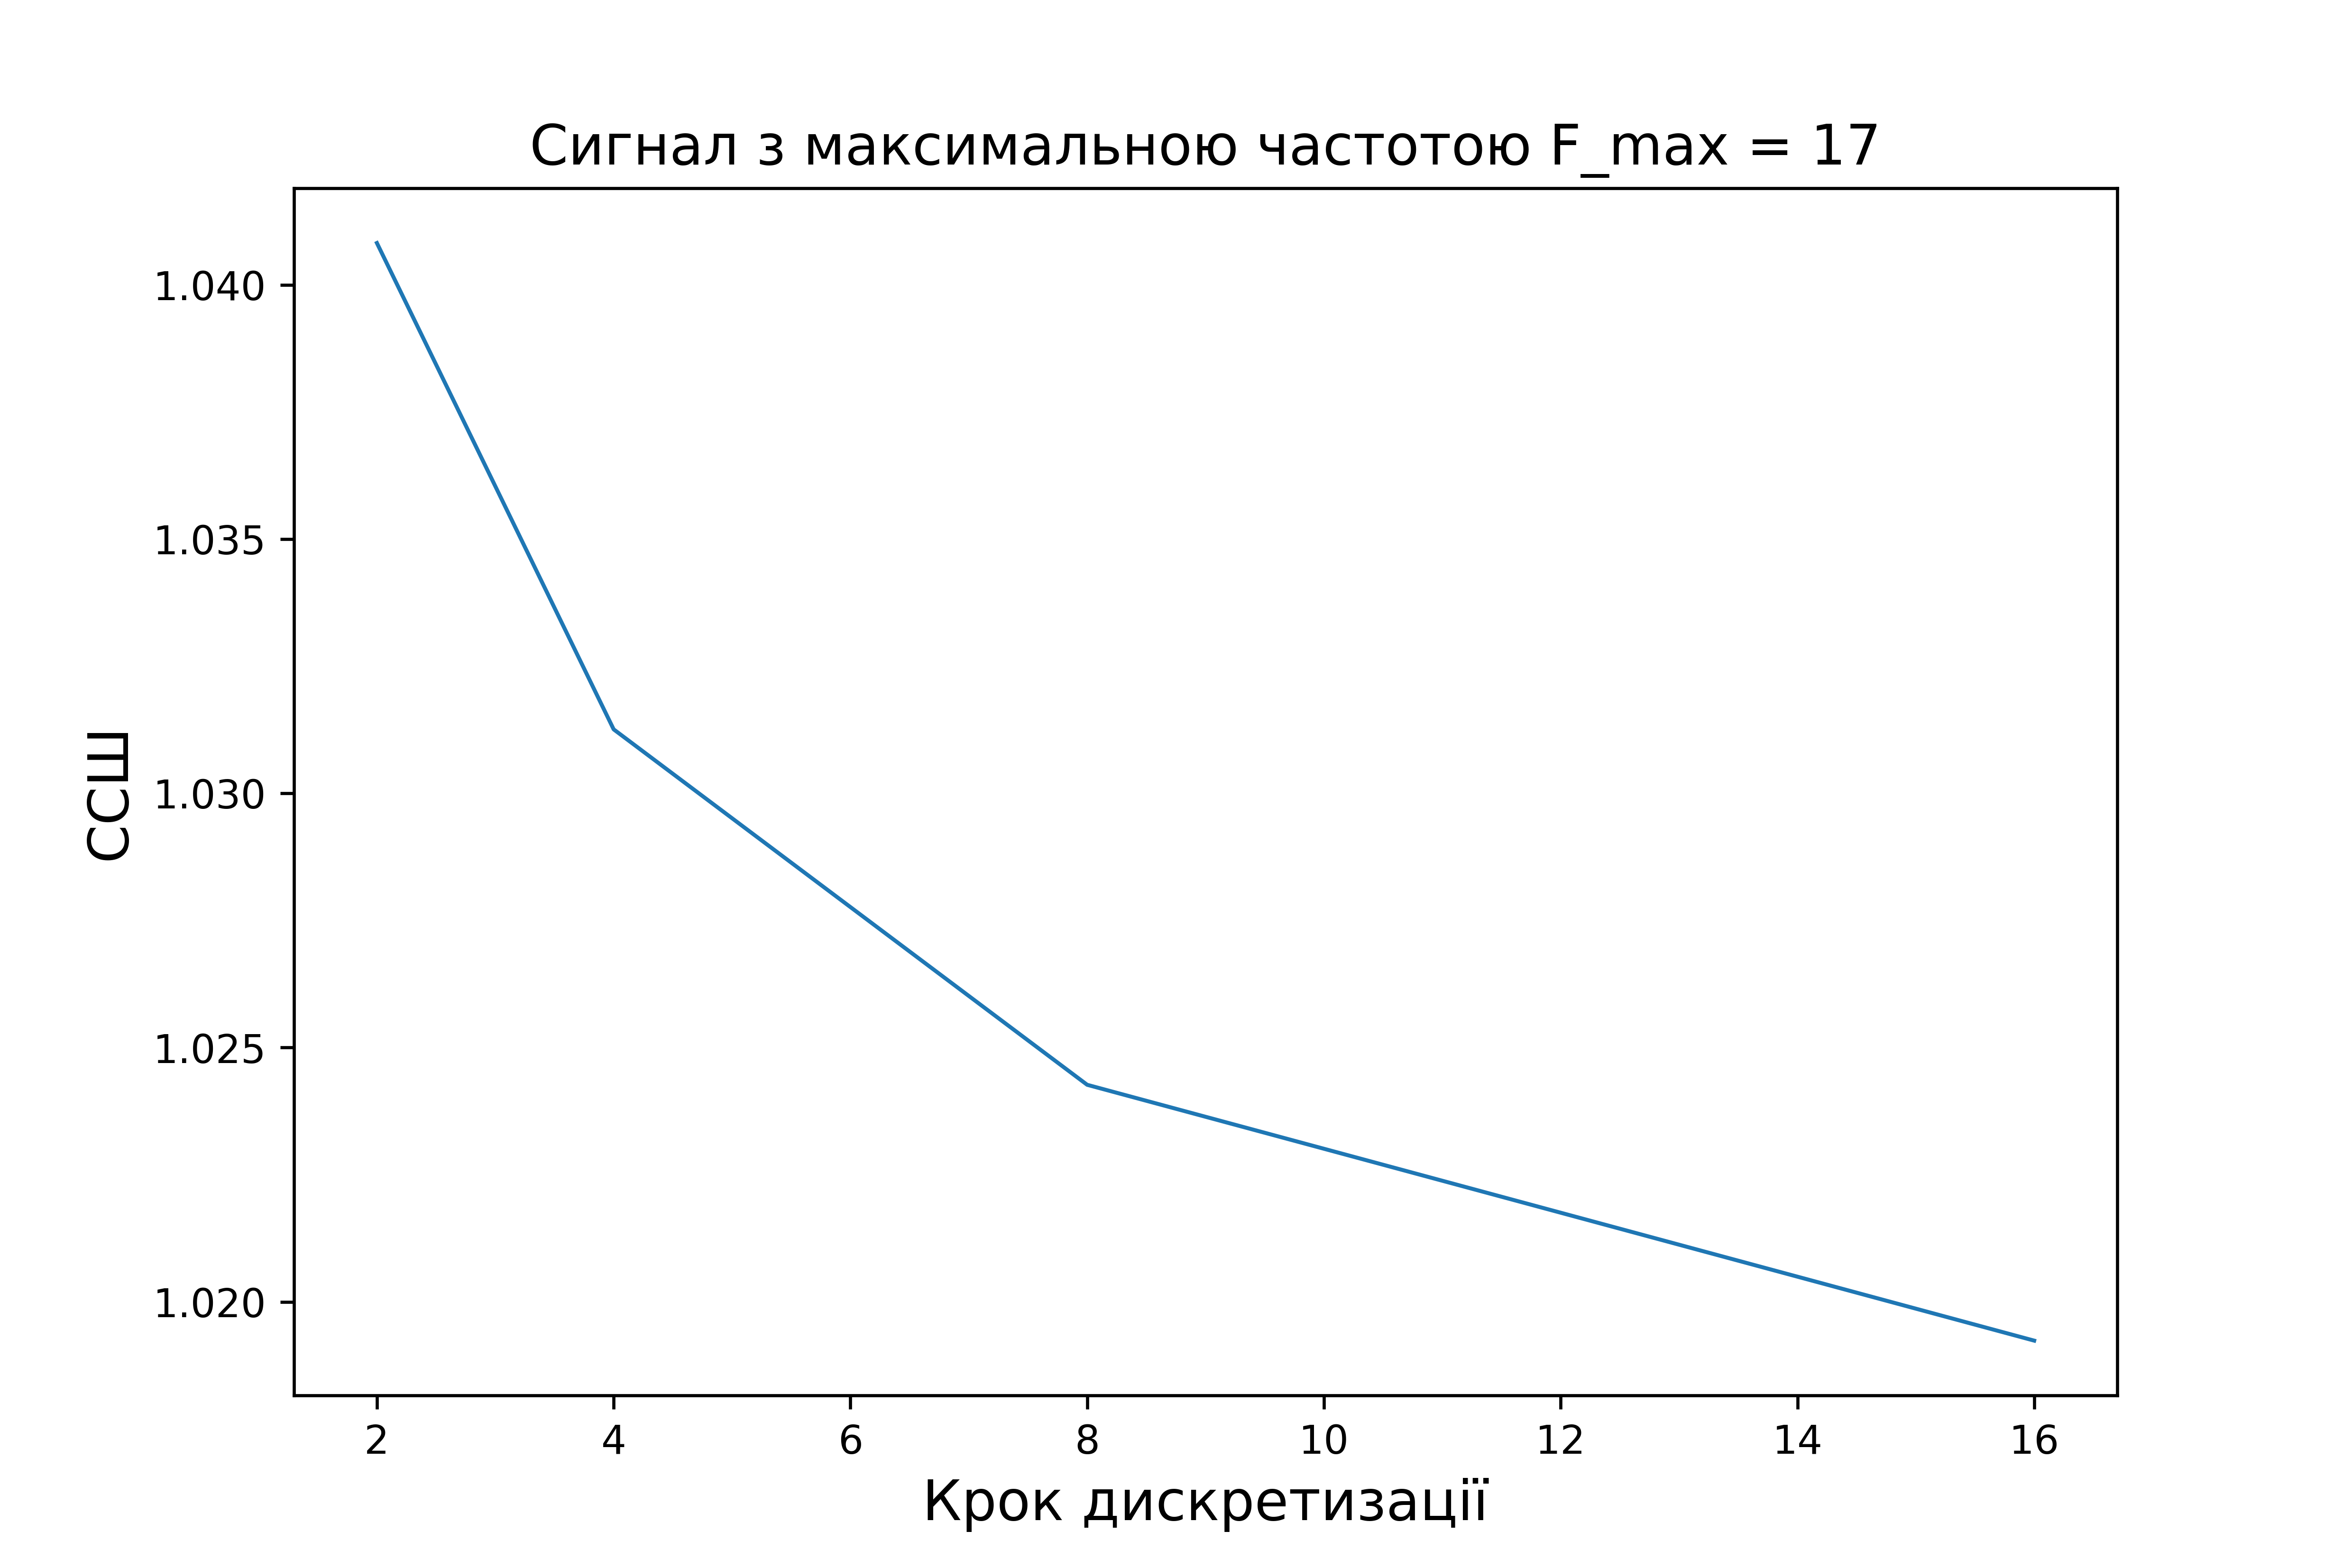 Сигнал з максимальною частотою F_max = 17
ССШ
1.040
1.035
1.030
1.025
1.020
2 4 6 8 10 12 14 16
Крок дискретизації